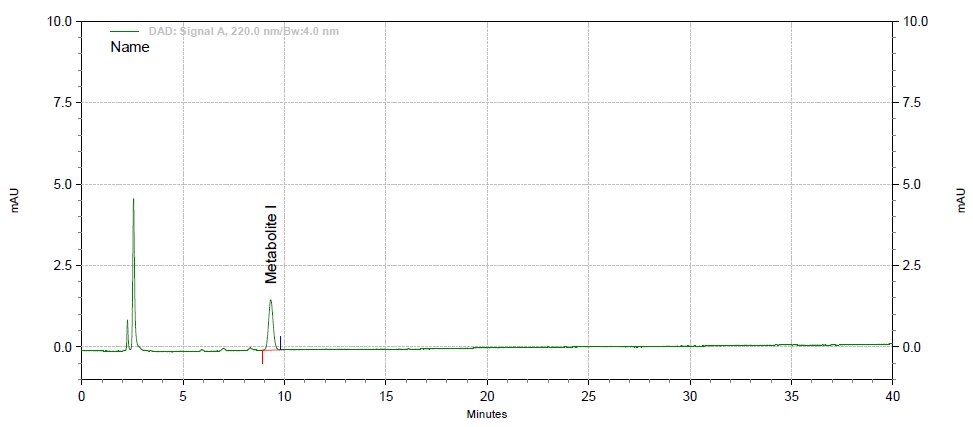 DAD: Signal A, 220.0 nm/Bw:4.0 nm
Name
10.0 10.0
7.5 7.5
5.0 5.0
mAU mAU
Metabolite I
2.5 2.5
0.0 0.0
0 5 10 15 20 25 30 35 40
Minutes